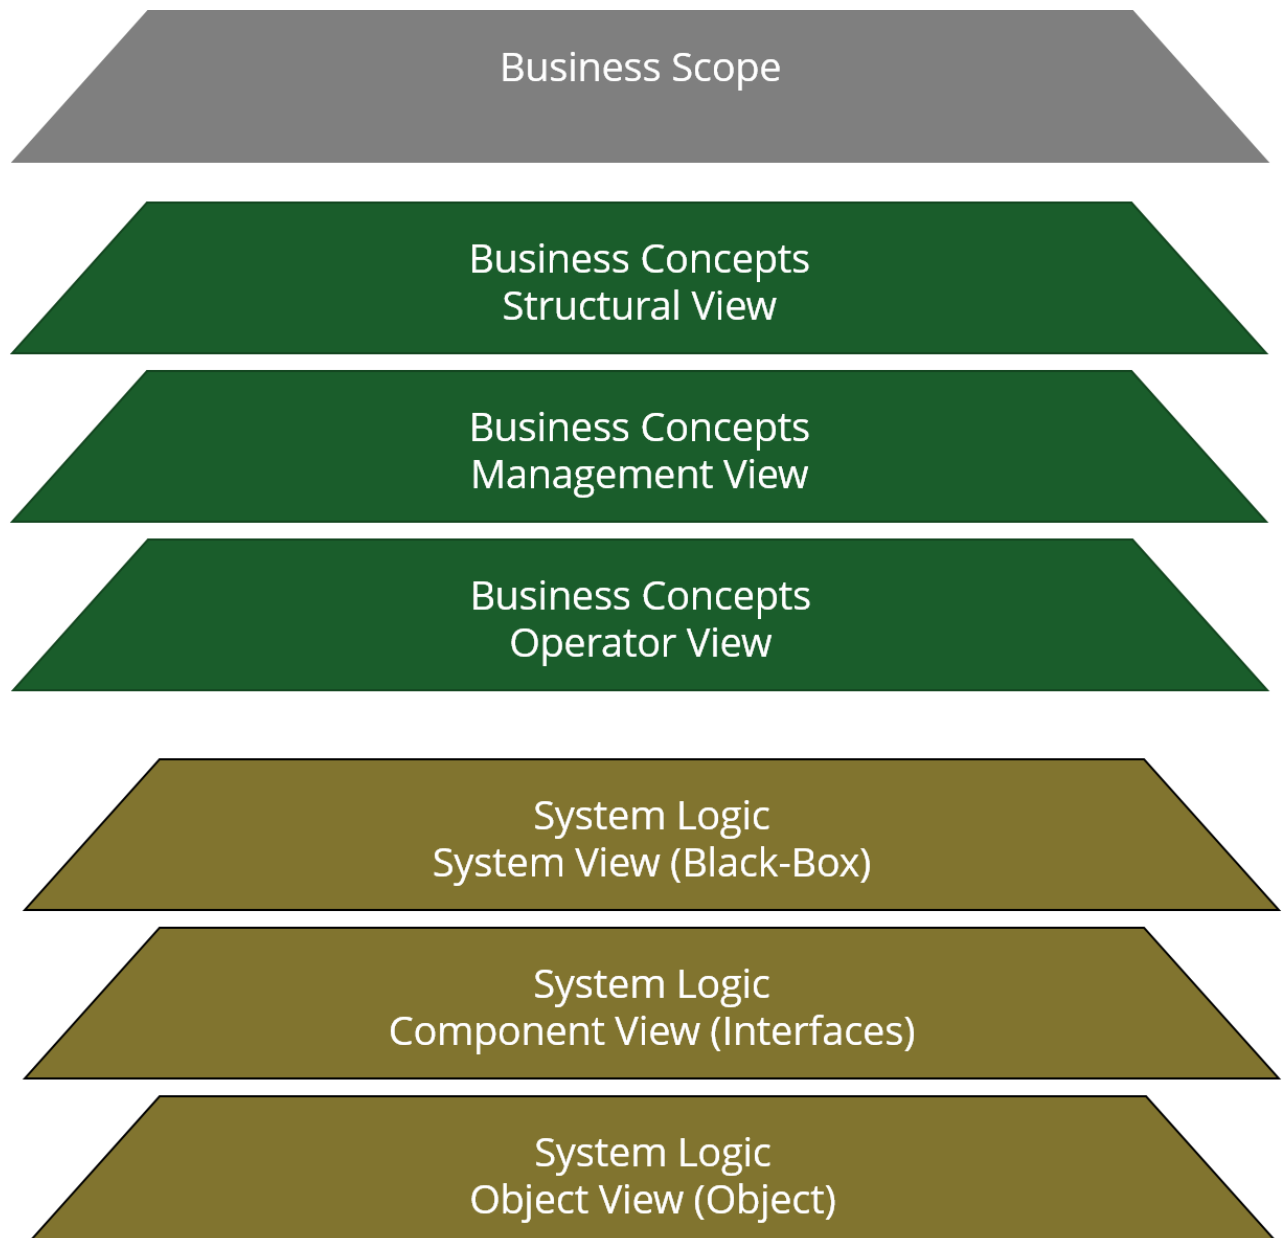 Business Scope
Business Concepts
Structural View
Business Concepts
Management View
Business Concepts
Operator View
System Logic
System View (Black-Box)
System Logic
Component View (Interfaces)
System Logic
Object View (Object)